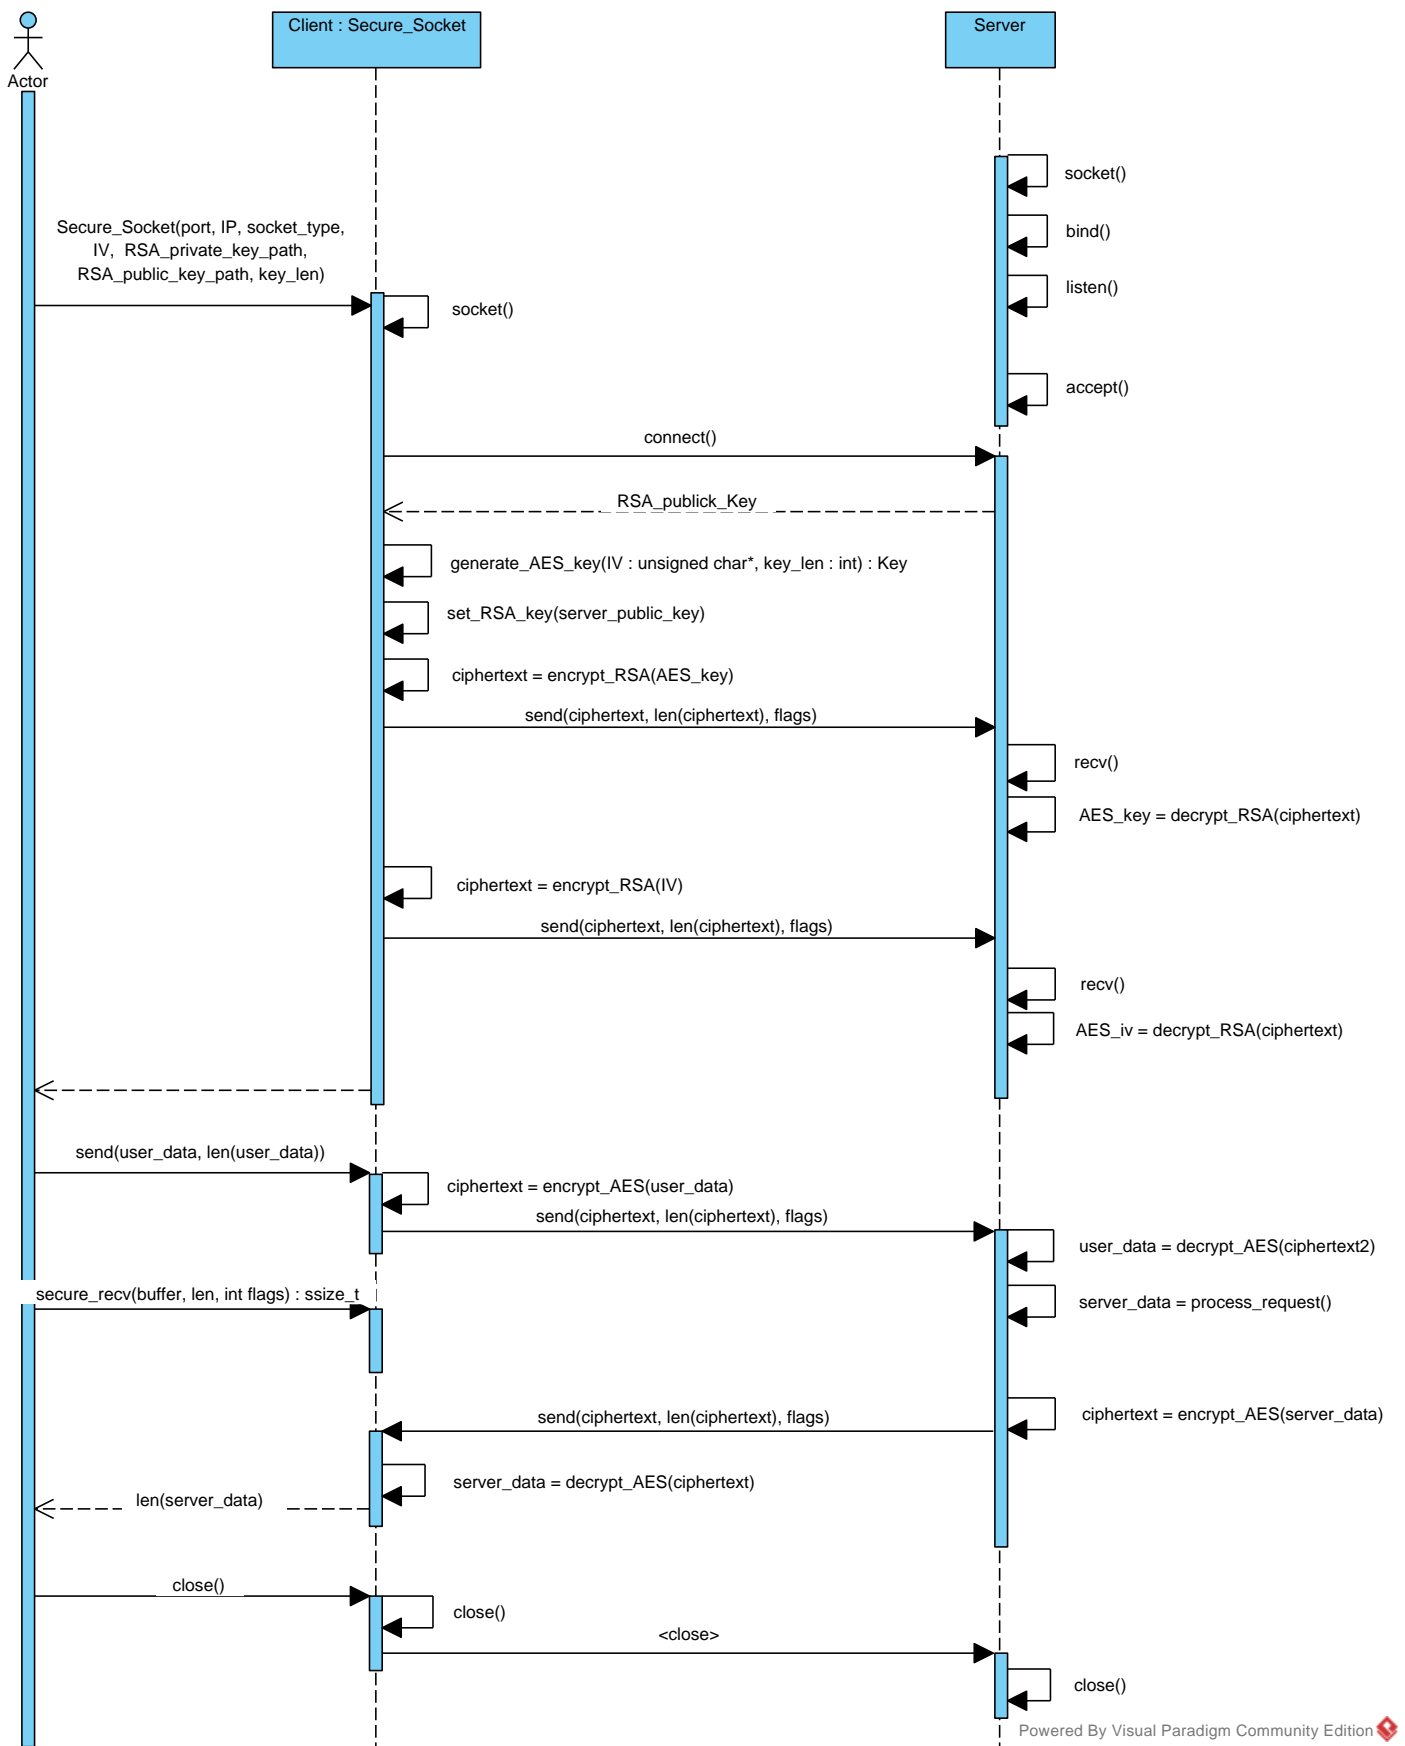 Client : Secure_Socket
Server
Actor
socket()
Secure_Socket(port, IP, socket_type,
IV,  RSA_private_key_path,
RSA_public_key_path, key_len)
bind()
listen()
socket()
accept()
connect()
RSA_publick_Key
generate_AES_key(IV : unsigned char*, key_len : int) : Key
set_RSA_key(server_public_key)
ciphertext = encrypt_RSA(AES_key)
send(ciphertext, len(ciphertext), flags)
recv()
AES_key = decrypt_RSA(ciphertext)
ciphertext = encrypt_RSA(IV)
send(ciphertext, len(ciphertext), flags)
recv()
AES_iv = decrypt_RSA(ciphertext)
send(user_data, len(user_data))
ciphertext = encrypt_AES(user_data)
send(ciphertext, len(ciphertext), flags)
user_data = decrypt_AES(ciphertext2)
secure_recv(buffer, len, int flags) : ssize_t
server_data = process_request()
ciphertext = encrypt_AES(server_data)
send(ciphertext, len(ciphertext), flags)
server_data = decrypt_AES(ciphertext)
len(server_data)
close()
close()
<close>
close()
Powered By Visual Paradigm Community Edition